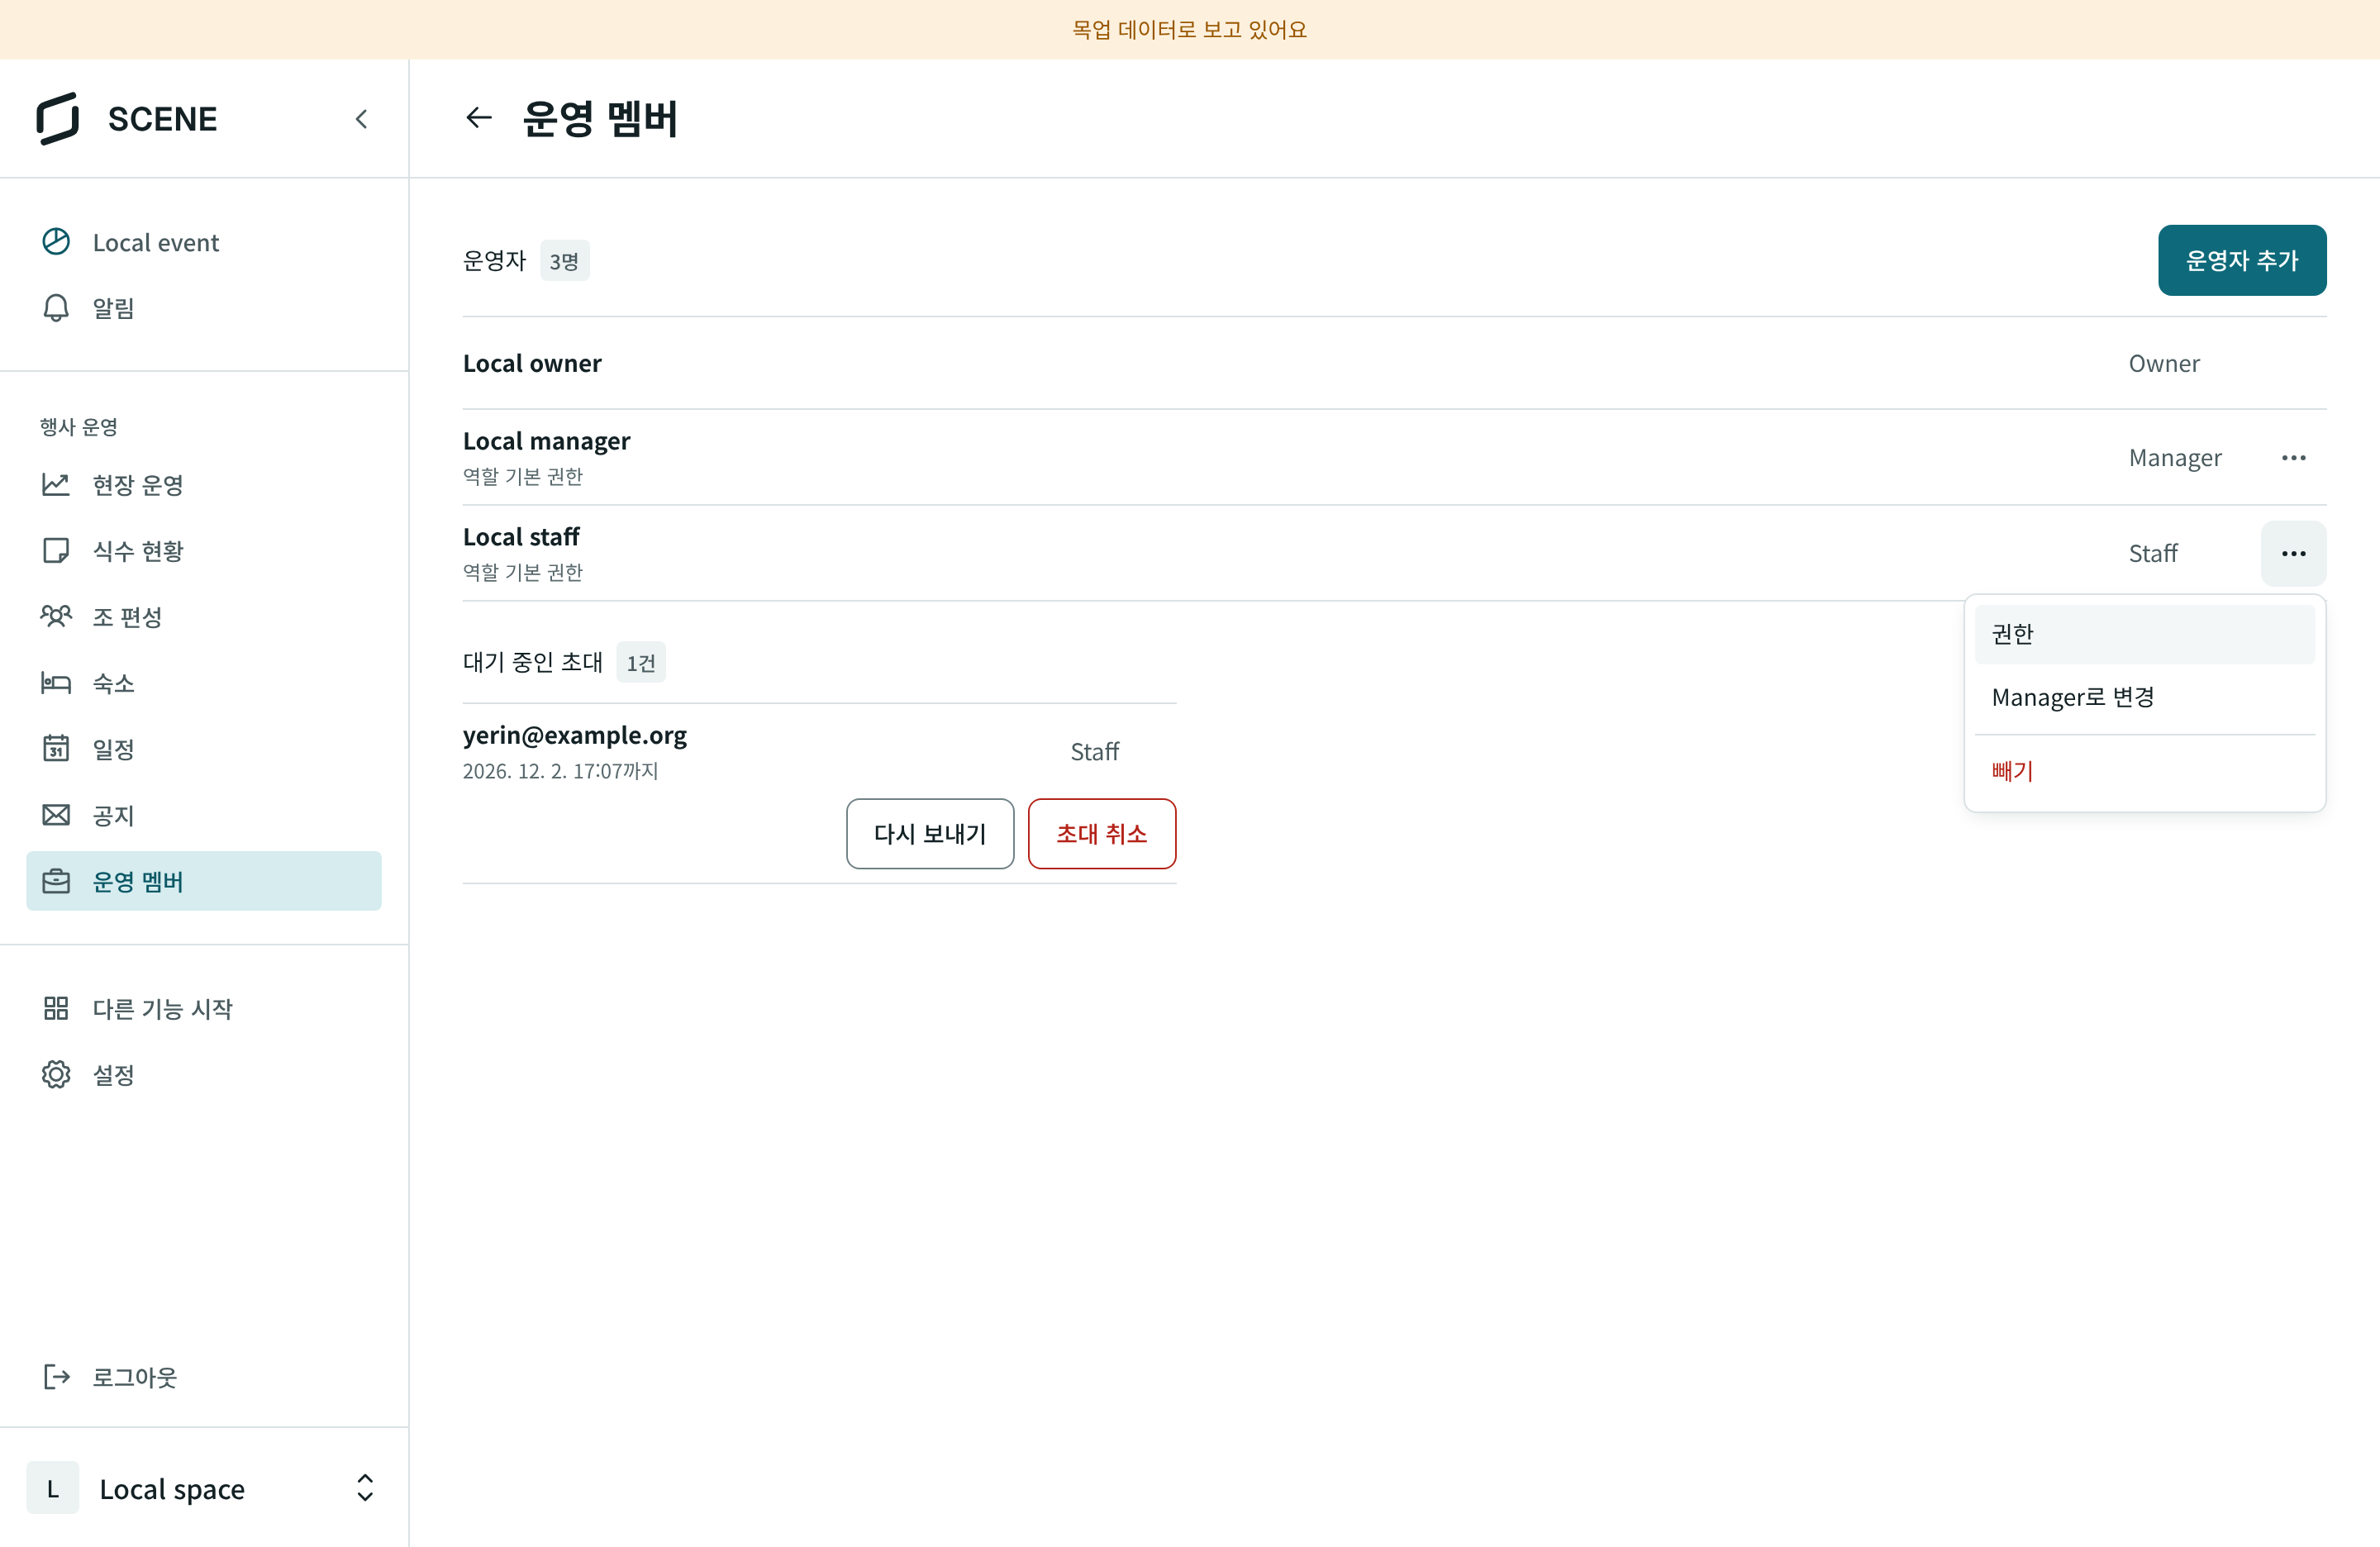 목업 데이터로 보고 있어요
SCENE
운영 멤버
Local event
알림
행사 운영
현장 운영
식수 현황
조 편성
숙소
31
일정
공지
운영 멤버
다른 기능 시작
설정
로그아웃
L Local space
운영자 3명
운영자 추가
Local owner
Owner
Local manager
역할 기본 권한
Manager
Local staff
역할 기본 권한
Staff
권한
Manager로 변경
빼기
대기 중인 초대 1건
yerin@example.org
2026. 12. 2. 17:07까지
Staff
다시 보내기
초대 취소